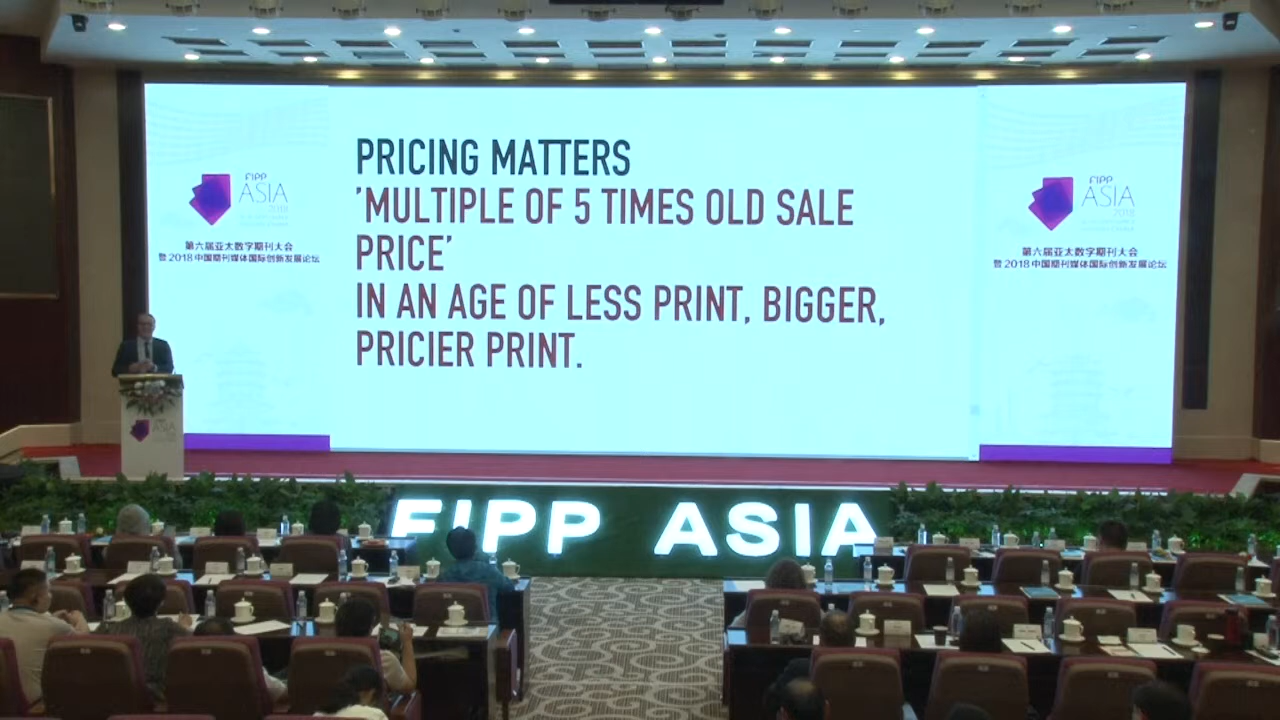 PRICING MATTERS
'MULTIPLE OF 5 TIMES OLD SALE
PRICE'
IN AN AGE OF LESS PRINT, BIGGER,
PRICIER PRINT.
FIPP
ASIA
2018
第六届亚太数字期刊大会
暨2018中国期刊媒体国际创新发展论坛
FIPP
ASIA
2018
第六届亚太数字期刊大会
暨2018中国期刊媒体国际创新发展论坛
FIPP
ASIA
FIPP ASIA